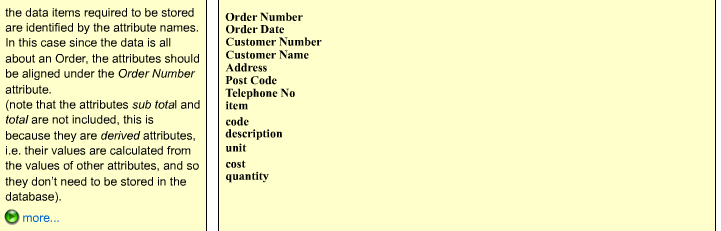 the data items required to be stored
are identified by the attribute names.
In this case since the data is all
about an Order, the attributes should
be aligned under the Order Number
attribute.
(note that the attributes sub total and
total are not included, this is
because they are derived attributes,
i.e. their values are calculated from
the values of other attributes, and so
they don't need to be stored in the
database).
more...
Order Number
Order Date
Customer Number
Customer Name
Address
Post Code
Telephone No
item
code
description
unit
cost
quantity